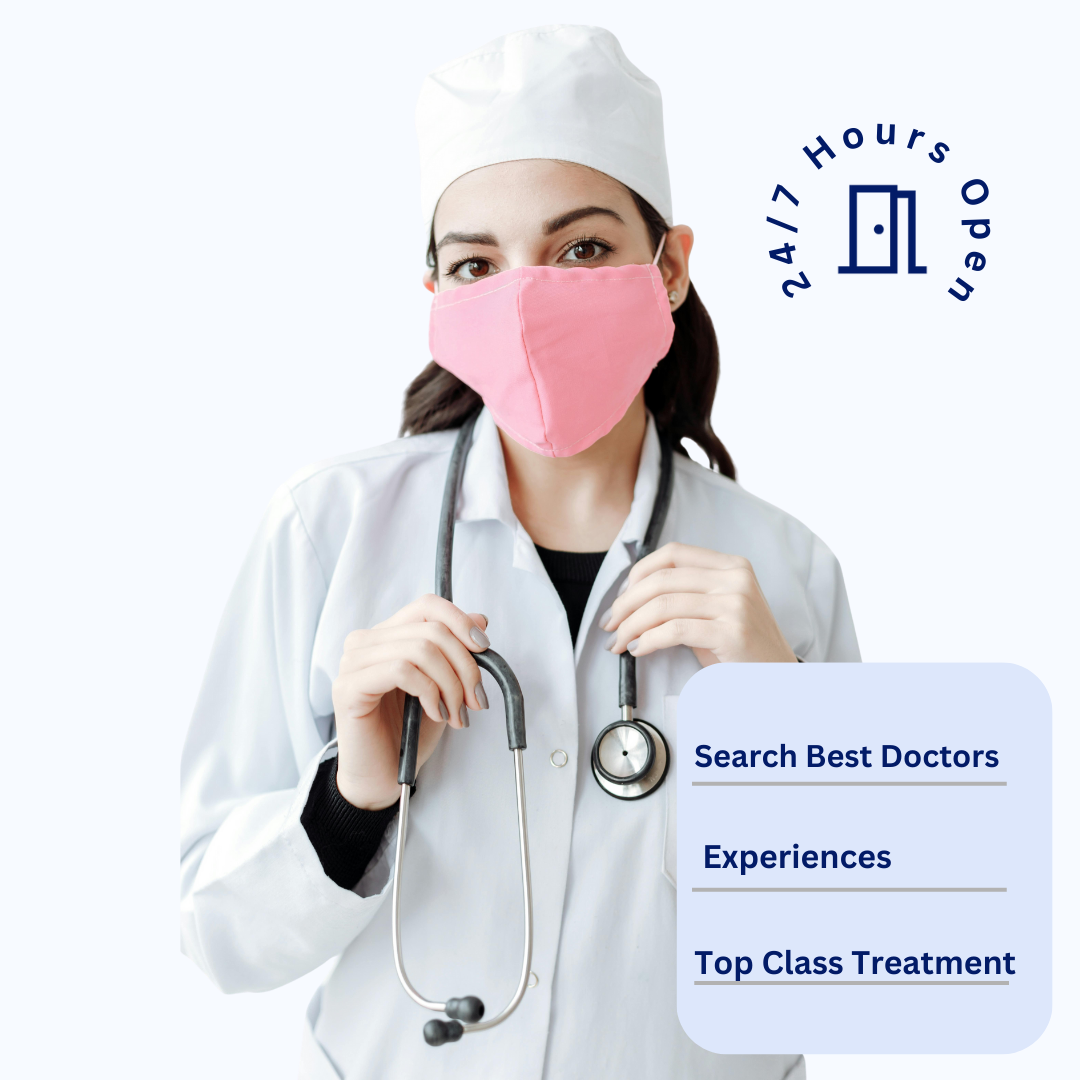 24/7 Hours Open
Search Best Doctors
Experiences
Top Class Treatment